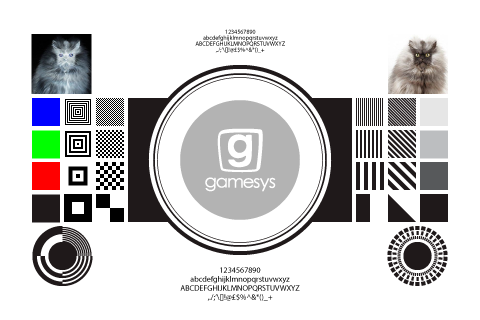 1234567890
abcdefghijklmnopqrstuvwxyz
ABCDEFGHIJKLMNOPQRSTUVWXYZ
,./;'[]!@£$%^&*()_+
g
gamesys
1234567890
abcdefghijklmnopqrstuvwxyz
ABCDEFGHIJKLMNOPQRSTUVWXYZ
,./!@£$%^&*()_+